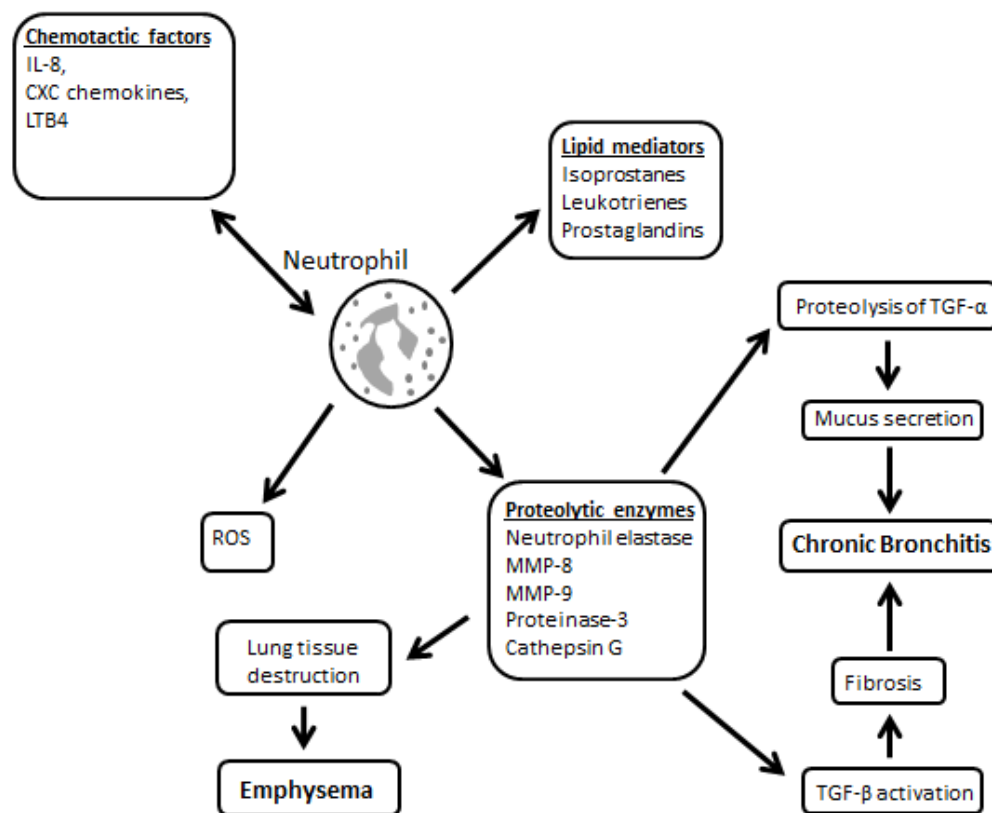 Chemotactic factors
IL-8,
CXC chemokines,
LTB4
Lipid mediators
Isoprostanes
Leukotrienes
Prostaglandins
Neutrophil
Proteolysis of TGF-α
Mucus secretion
Chronic Bronchitis
ROS
Proteolytic enzymes
Neutrophil elastase
MMP-8
MMP-9
Proteinase-3
Cathepsin G
Lung tissue
destruction
Emphysema
Fibrosis
TGF-β activation